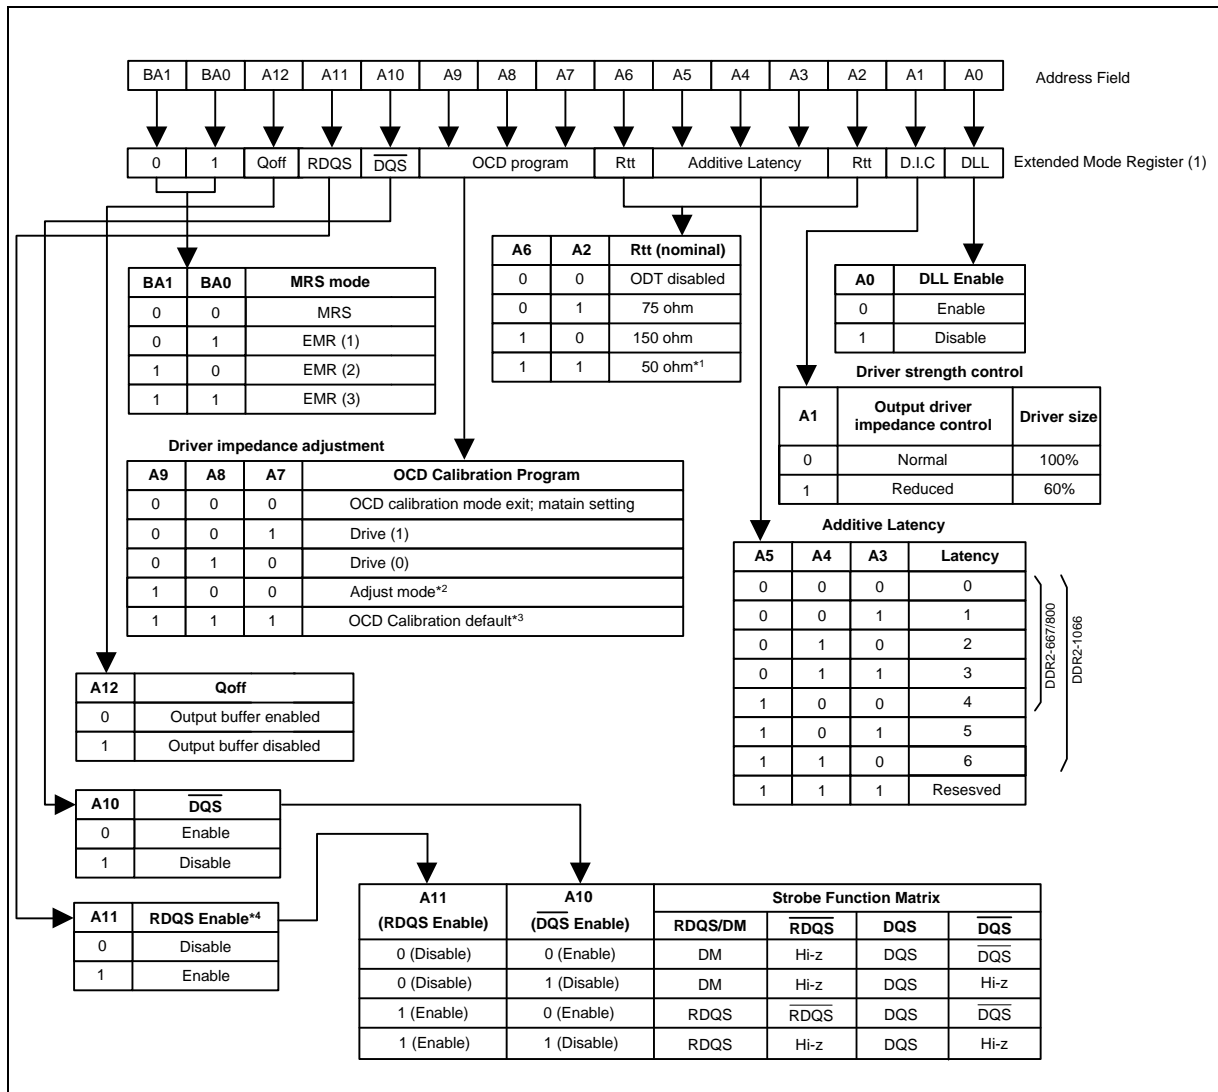 BA1 BA0 A12 A11 A10 A9 A8 A7 A6 A5 A4 A3 A2 A1 A0 Address Field
0 1 Qoff RDQS D̅Q̅S̅ OCD program Rtt Additive Latency Rtt D.I.C DLL Extended Mode Register (1)
BA1 BA0 MRS mode
0 0 MRS
0 1 EMR (1)
1 0 EMR (2)
1 1 EMR (3)
A6 A2 Rtt (nominal)
0 0 ODT disabled
0 1 75 ohm
1 0 150 ohm
1 1 50 ohm*1
A0 DLL Enable
0 Enable
1 Disable
Driver strength control
A1 Output driver impedance control Driver size
0 Normal 100%
1 Reduced 60%
Driver impedance adjustment
A9 A8 A7 OCD Calibration Program
0 0 0 OCD calibration mode exit; matain setting
0 0 1 Drive (1)
0 1 0 Drive (0)
1 0 0 Adjust mode*2
1 1 1 OCD Calibration default*3
Additive Latency
A5 A4 A3 Latency
0 0 0 0
0 0 1 1
0 1 0 2
0 1 1 3
1 0 0 4
1 0 1 5
1 1 0 6
1 1 1 Resesved
DDR2-667/800
DDR2-1066
A12 Qoff
0 Output buffer enabled
1 Output buffer disabled
A10 D̅Q̅S̅
0 Enable
1 Disable
A11 RDQS Enable*4
0 Disable
1 Enable
A11 (RDQS Enable) A10 (D̅Q̅S̅ Enable) Strobe Function Matrix
RDQS/DM R̅D̅Q̅S̅ DQS D̅Q̅S̅
0 (Disable) 0 (Enable) DM Hi-z DQS D̅Q̅S̅
0 (Disable) 1 (Disable) DM Hi-z DQS Hi-z
1 (Enable) 0 (Enable) RDQS R̅D̅Q̅S̅ DQS D̅Q̅S̅
1 (Enable) 1 (Disable) RDQS Hi-z DQS Hi-z